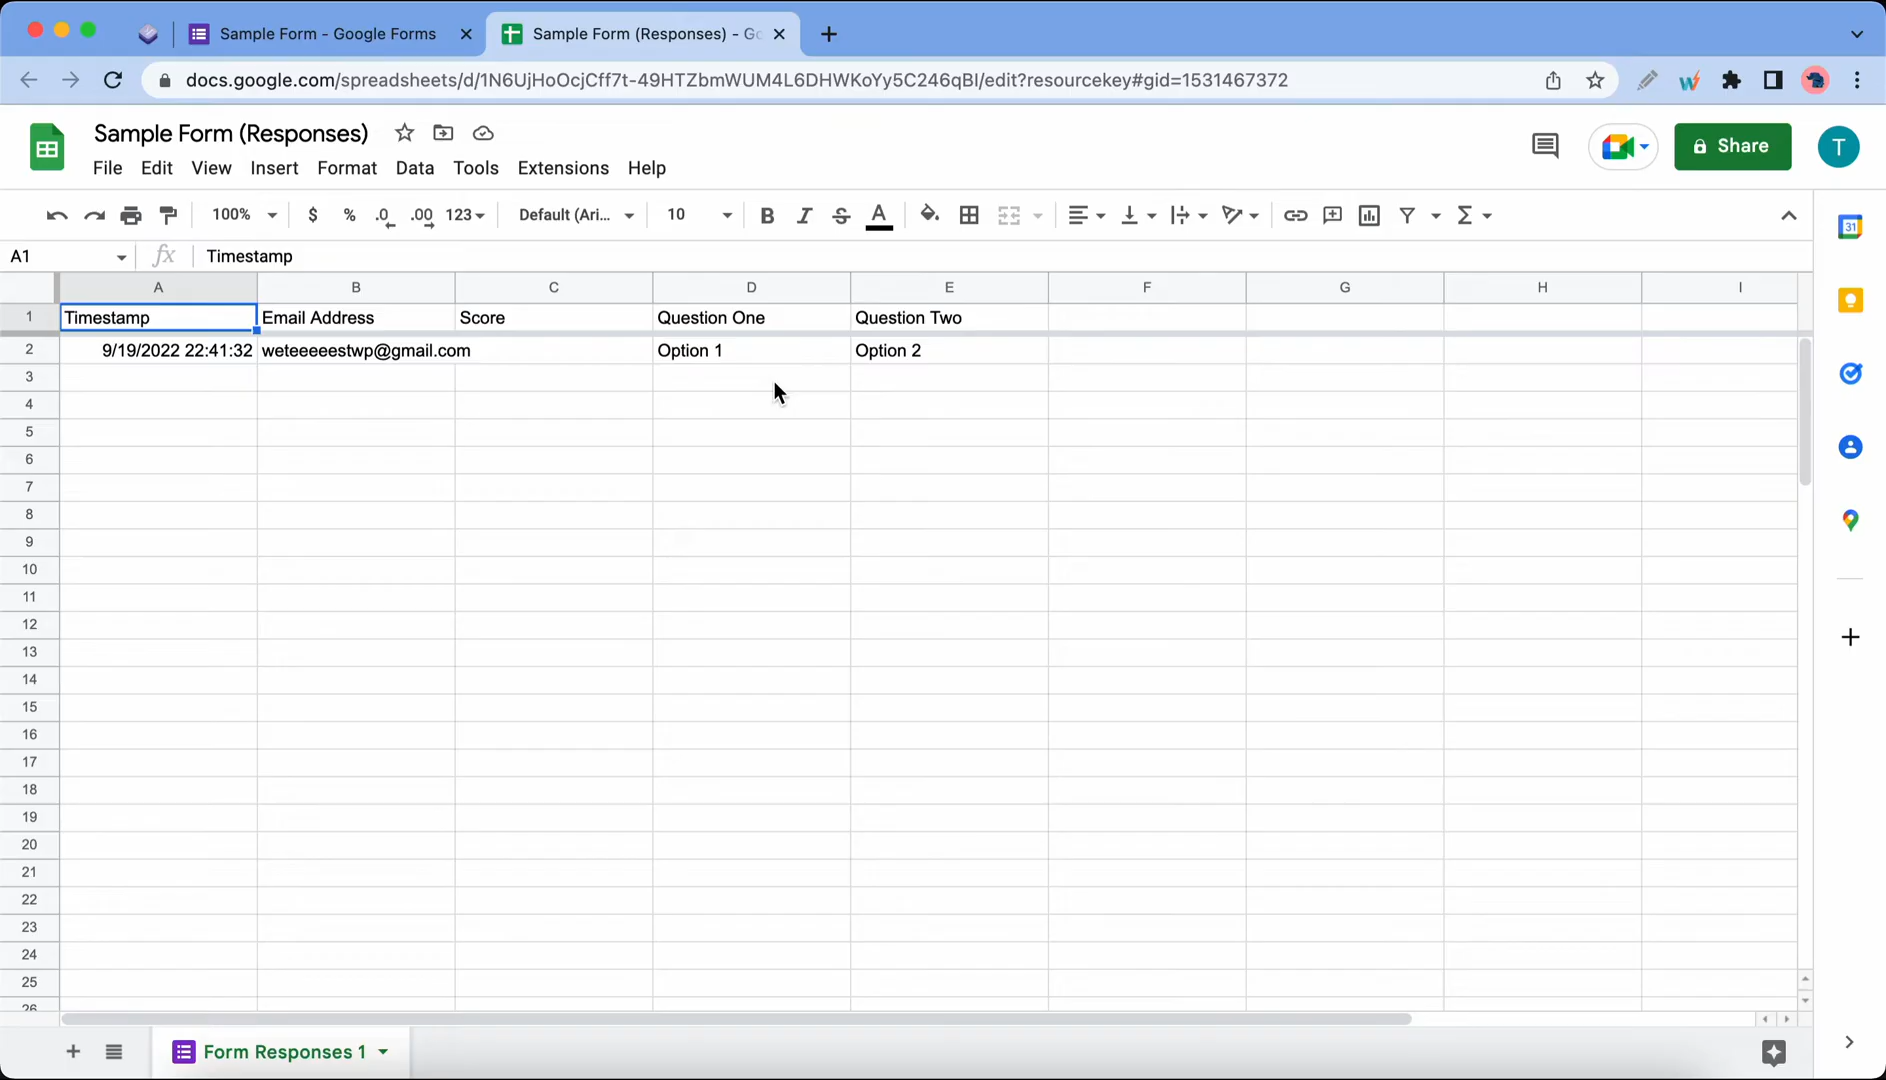 Sample Form - Google Forms
Sample Form (Responses) - Go
docs.google.com/spreadsheets/d/1N6UjHoOcjCff7t-49HTZbmWUM4L6DHWKoYy5C246qBI/edit?resourcekey#gid=1531467372
Sample Form (Responses)
Share
T
File Edit View Insert Format Data Tools Extensions Help
100% $ % .0 .00 123 Default (Ari... 10 B I S A Σ
31
A1 fx Timestamp
A B C D E F G H I
1 Timestamp Email Address Score Question One Question Two
2 9/19/2022 22:41:32 weteeeeestwp@gmail.com Option 1 Option 2
3
4
5
6
7
8
9
10
11
12
13
14
15
16
17
18
19
20
21
22
23
24
25
26
Form Responses 1